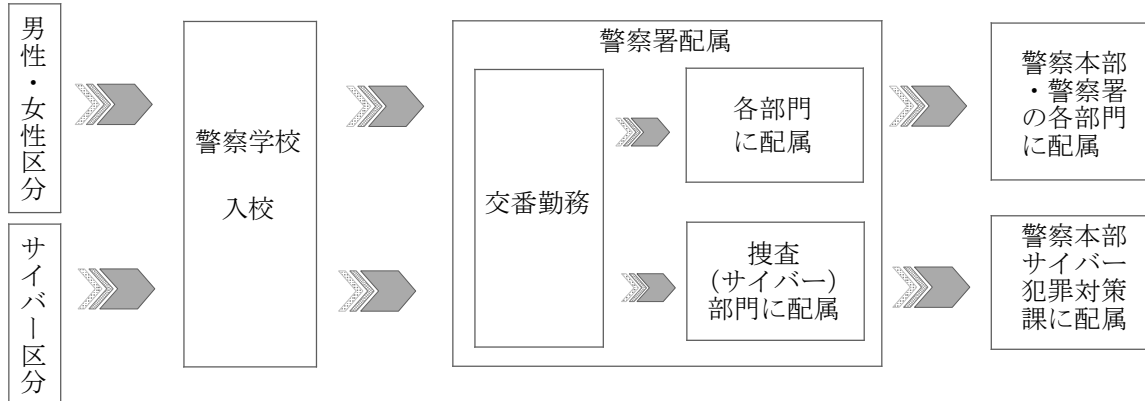 男性・女性区分
サイバー区分
警察学校
入校
警察署配属
交番勤務
各部門
に配属
捜査
(サイバー)
部門に配属
警察本部
・警察署
の各部門
に配属
警察本部
サイバー
犯罪対策
課に配属